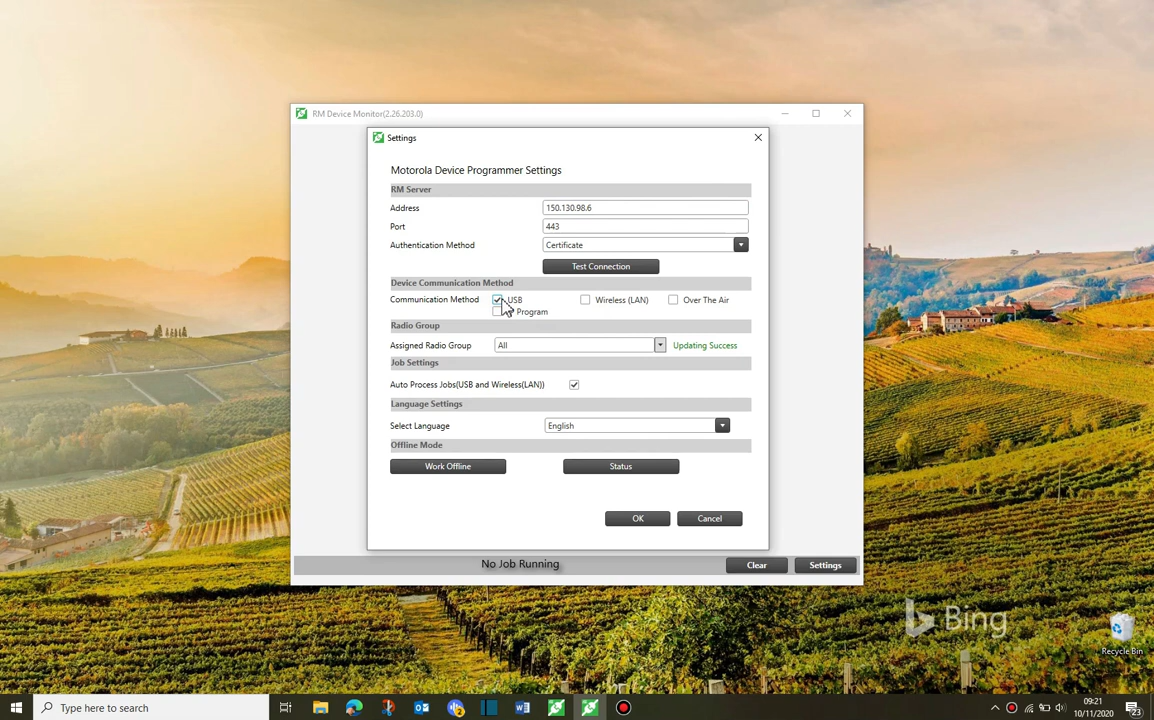 RM Device Monitor(2.26.203.0)
Settings
Motorola Device Programmer Settings
RM Server
Address 150.130.98.6
Port 443
Authentication Method Certificate
Test Connection
Device Communication Method
Communication Method USB Wireless (LAN) Over The Air
Program
Radio Group
Assigned Radio Group All Updating Success
Job Settings
Auto Process Jobs(USB and Wireless(LAN))
Language Settings
Select Language English
Offline Mode
Work Offline Status
OK Cancel
No Job Running Clear Settings
Bing
Recycle Bin
Type here to search
09:21
10/11/2020
23